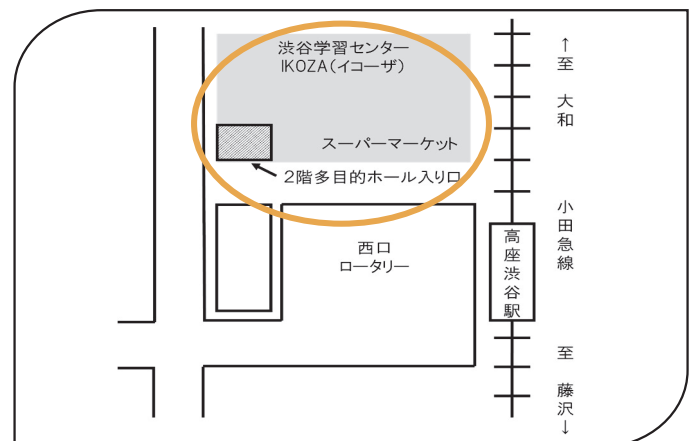 渋谷学習センター
IKOZA（イコーザ）
スーパーマーケット
２階多目的ホール入り口
西口
ロータリー
高座渋谷駅
↑至　大和
小田急線
至　藤沢↓